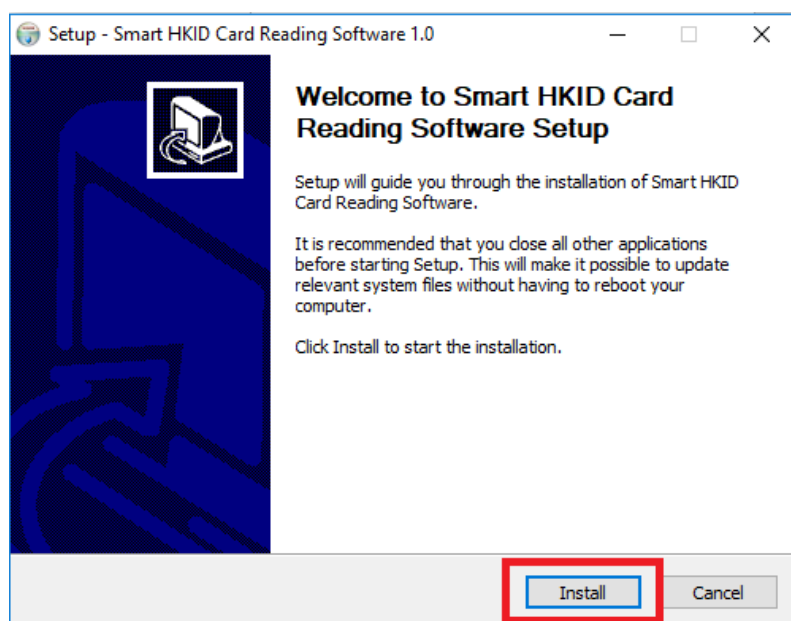 Setup - Smart HKID Card Reading Software 1.0
Welcome to Smart HKID Card
Reading Software Setup
Setup will guide you through the installation of Smart HKID
Card Reading Software.
It is recommended that you close all other applications
before starting Setup. This will make it possible to update
relevant system files without having to reboot your
computer.
Click Install to start the installation.
Install Cancel